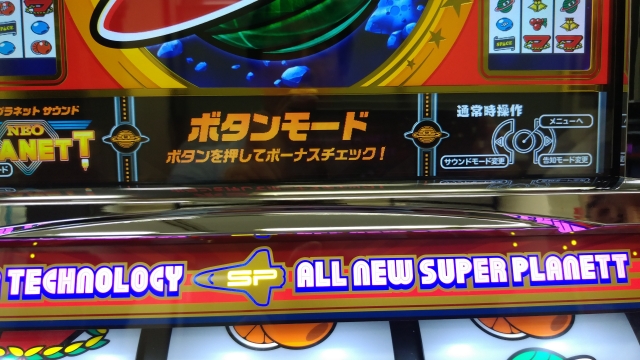 プラネット サウンド
NEO
PLANETT
ボタンモード
ボタンを押してボーナスチェック！
通常時操作
メニューへ
サウンドモード変更
告知モード変更
TECHNOLOGY
SP
ALL NEW SUPER PLANETT